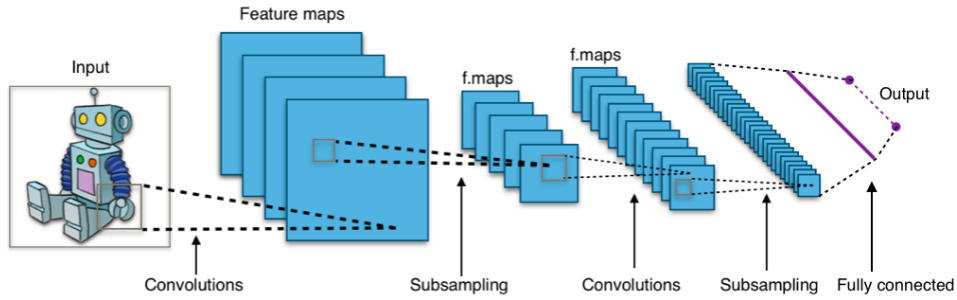 Feature maps
Input
f.maps
f.maps
Output
Convolutions
Subsampling
Convolutions
Subsampling
Fully connected